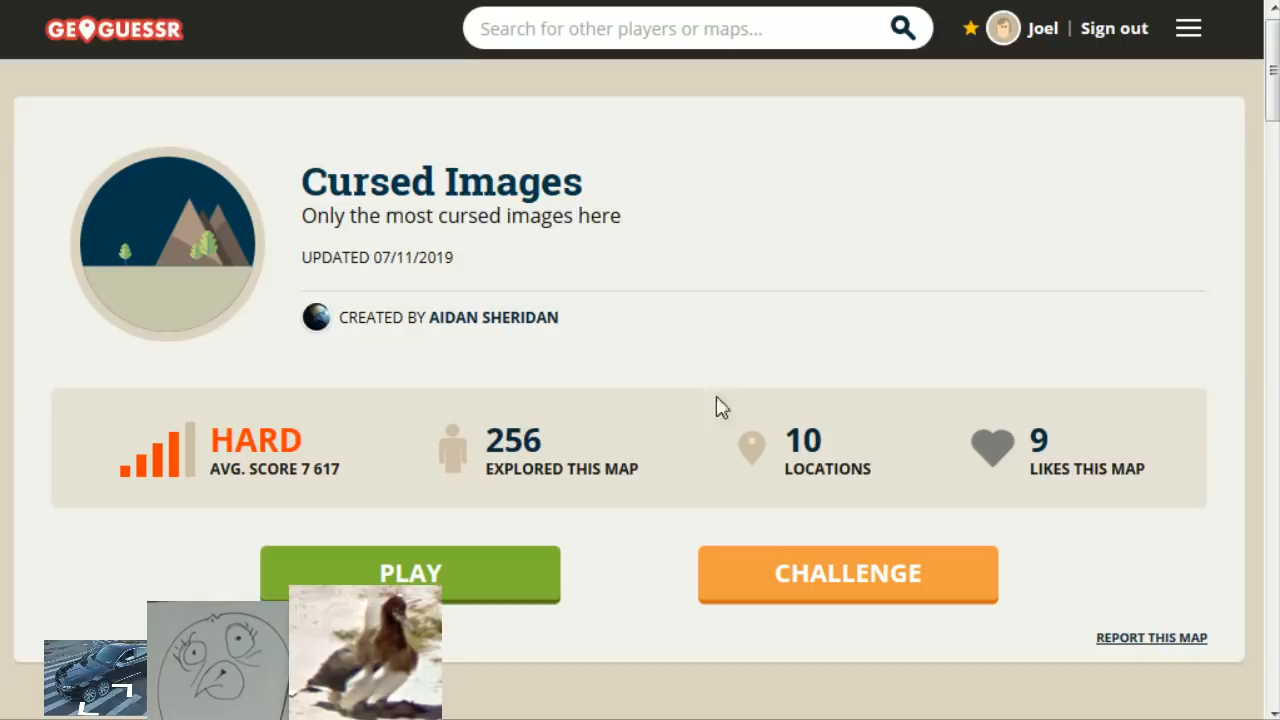 GEOGUESSR
Search for other players or maps...
Joel | Sign out
Cursed Images
Only the most cursed images here
UPDATED 07/11/2019
CREATED BY AIDAN SHERIDAN
HARD
AVG. SCORE 7 617
256
EXPLORED THIS MAP
10
LOCATIONS
9
LIKES THIS MAP
PLAY
CHALLENGE
REPORT THIS MAP